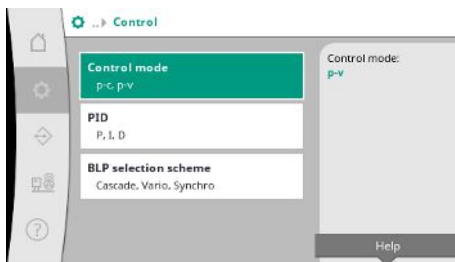 ..› Control
Control mode
p-c, p-v
PID
P, I, D
BLP selection scheme
Cascade, Vario, Synchro
Control mode:
p-v
Help
?